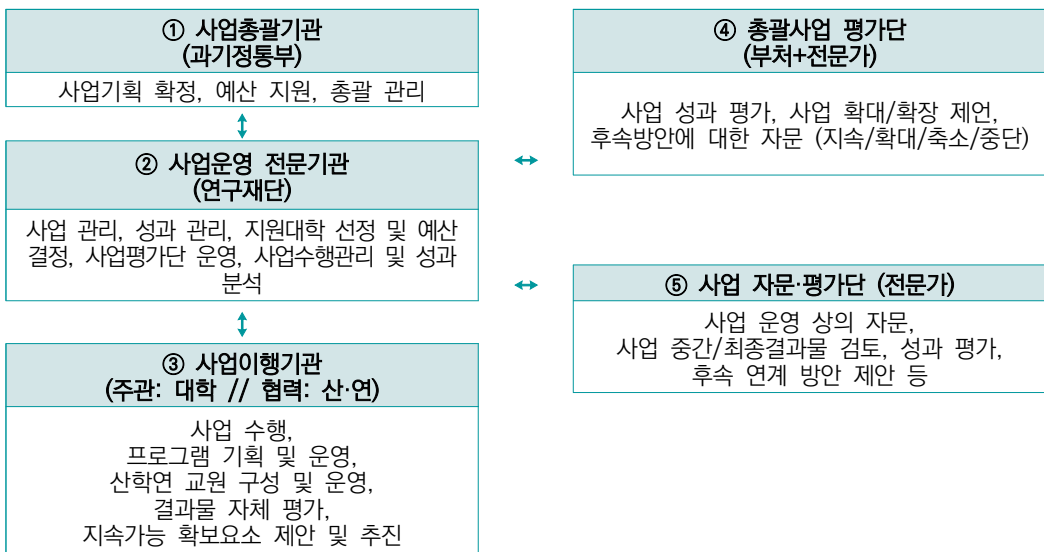 ① 사업총괄기관
(과기정통부)
사업기획 확정, 예산 지원, 총괄 관리
② 사업운영 전문기관
(연구재단)
사업 관리, 성과 관리, 지원대학 선정 및 예산
결정, 사업평가단 운영, 사업수행관리 및 성과
분석
③ 사업이행기관
(주관: 대학 // 협력: 산·연)
사업 수행,
프로그램 기획 및 운영,
산학연 교원 구성 및 운영,
결과물 자체 평가,
지속가능 확보요소 제안 및 추진
④ 총괄사업 평가단
(부처+전문가)
사업 성과 평가, 사업 확대/확장 제언,
후속방안에 대한 자문 (지속/확대/축소/중단)
⑤ 사업 자문·평가단 (전문가)
사업 운영 상의 자문,
사업 중간/최종결과물 검토, 성과 평가,
후속 연계 방안 제안 등